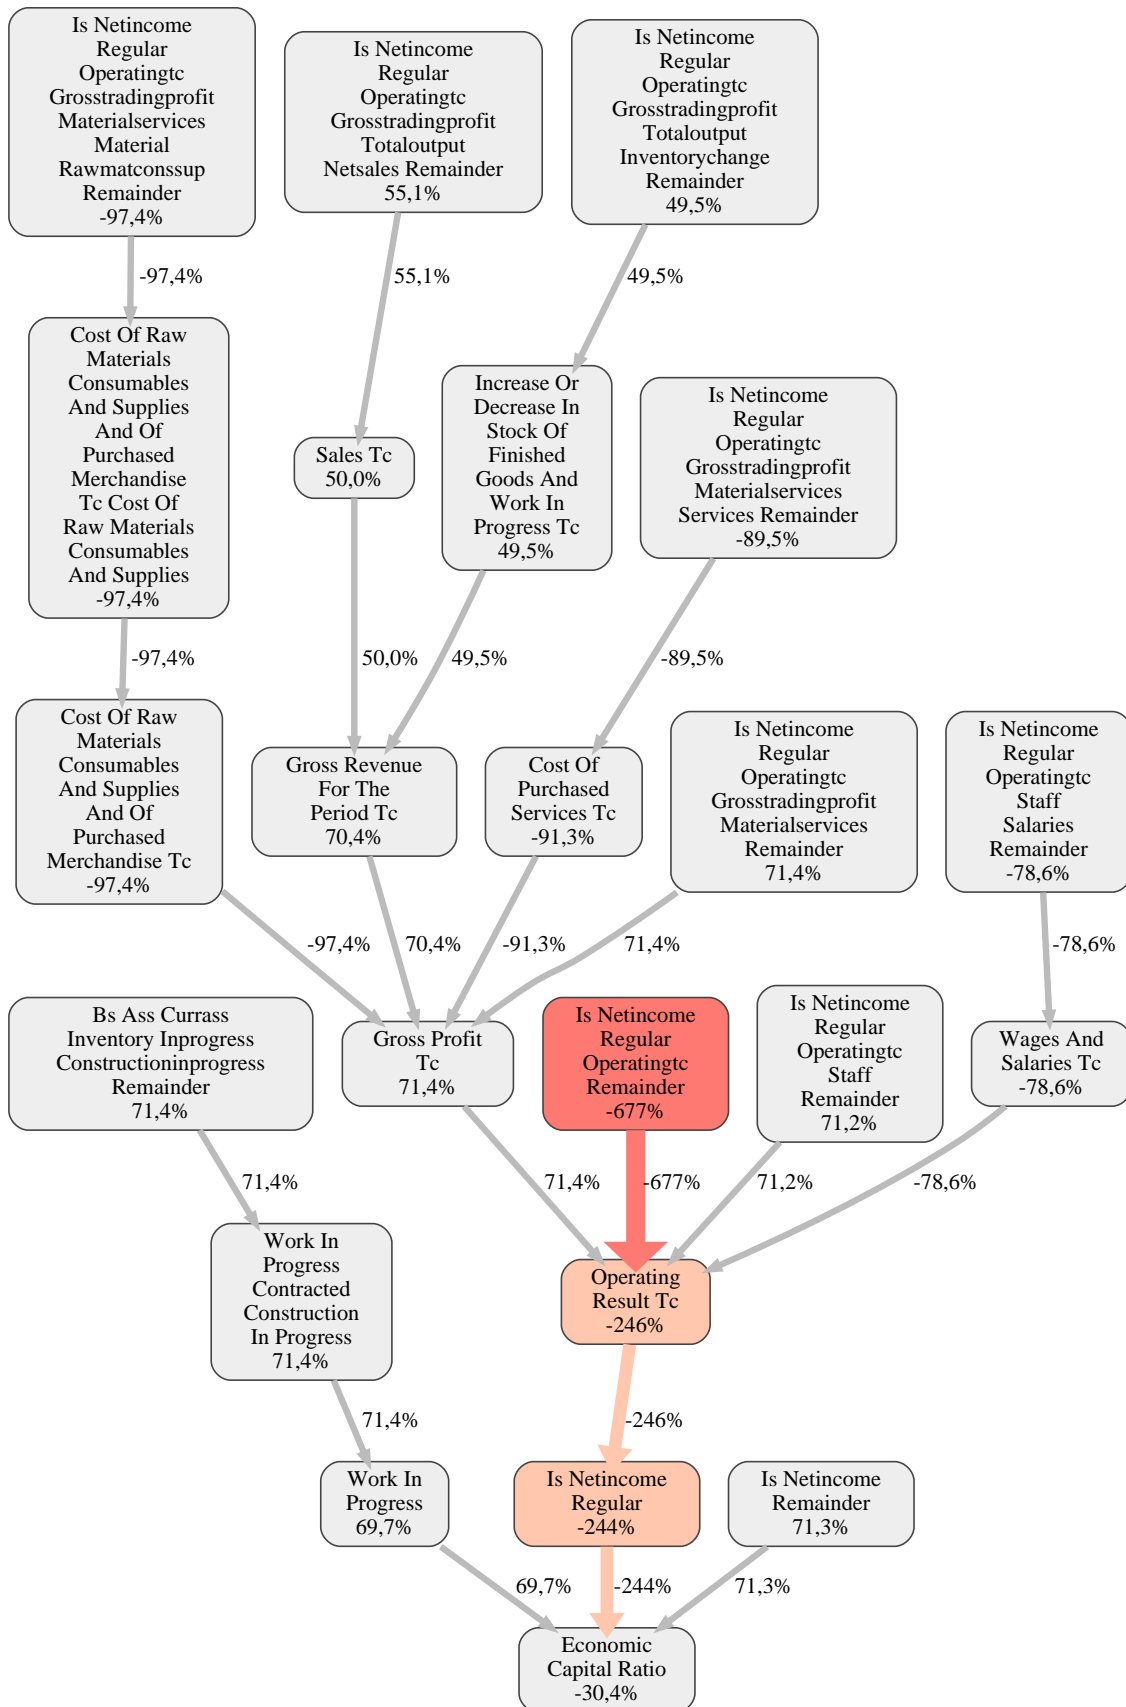 Is Netincome
Regular
Operatingtc
Grosstradingprofit
Materialservices
Material
Rawmatconssup
Remainder
-97,4%
Is Netincome
Regular
Operatingtc
Grosstradingprofit
Totaloutput
Netsales Remainder
55,1%
Is Netincome
Regular
Operatingtc
Grosstradingprofit
Totaloutput
Inventorychange
Remainder
49,5%
-97,4%
55,1%
49,5%
Cost Of Raw
Materials
Consumables
And Supplies
And Of
Purchased
Merchandise
Tc Cost Of
Raw Materials
Consumables
And Supplies
-97,4%
Sales Tc
50,0%
Increase Or
Decrease In
Stock Of
Finished
Goods And
Work In
Progress Tc
49,5%
Is Netincome
Regular
Operatingtc
Grosstradingprofit
Materialservices
Services Remainder
-89,5%
-97,4%
50,0%
49,5%
-89,5%
Cost Of Raw
Materials
Consumables
And Supplies
And Of
Purchased
Merchandise Tc
-97,4%
Gross Revenue
For The
Period Tc
70,4%
Cost Of
Purchased
Services Tc
-91,3%
Is Netincome
Regular
Operatingtc
Grosstradingprofit
Materialservices
Remainder
71,4%
Is Netincome
Regular
Operatingtc
Staff
Salaries
Remainder
-78,6%
-97,4%
70,4%
-91,3%
71,4%
-78,6%
Bs Ass Currass
Inventory Inprogress
Constructioninprogress
Remainder
71,4%
Gross Profit
Tc
71,4%
Is Netincome
Regular
Operatingtc
Remainder
-677%
Is Netincome
Regular
Operatingtc
Staff
Remainder
71,2%
Wages And
Salaries Tc
-78,6%
71,4%
71,4%
-677%
71,2%
-78,6%
Work In
Progress
Contracted
Construction
In Progress
71,4%
Operating
Result Tc
-246%
71,4%
-246%
Work In
Progress
69,7%
Is Netincome
Regular
-244%
Is Netincome
Remainder
71,3%
69,7%
-244%
71,3%
Economic
Capital Ratio
-30,4%